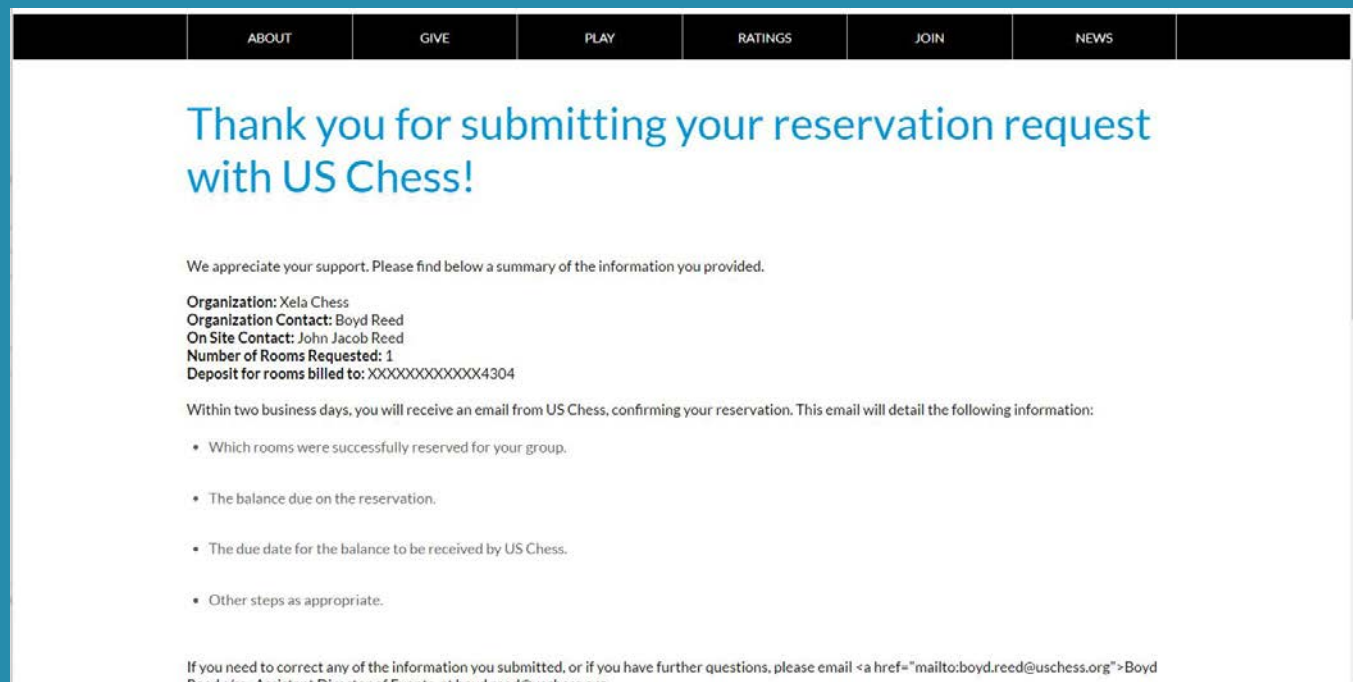 ABOUT GIVE PLAY RATINGS JOIN NEWS
Thank you for submitting your reservation request
with US Chess!
We appreciate your support. Please find below a summary of the information you provided.
Organization: Xela Chess
Organization Contact: Boyd Reed
On Site Contact: John Jacob Reed
Number of Rooms Requested: 1
Deposit for rooms billed to: XXXXXXXXXXXX4304
Within two business days, you will receive an email from US Chess, confirming your reservation. This email will detail the following information:
• Which rooms were successfully reserved for your group.
• The balance due on the reservation.
• The due date for the balance to be received by US Chess.
• Other steps as appropriate.
If you need to correct any of the information you submitted, or if you have further questions, please email <a href="mailto:boyd.reed@uschess.org">Boyd